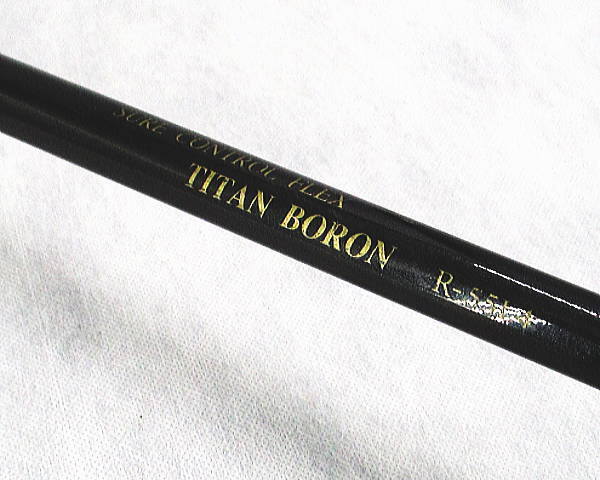 SURE CONTROL FLEX
TITAN BORON